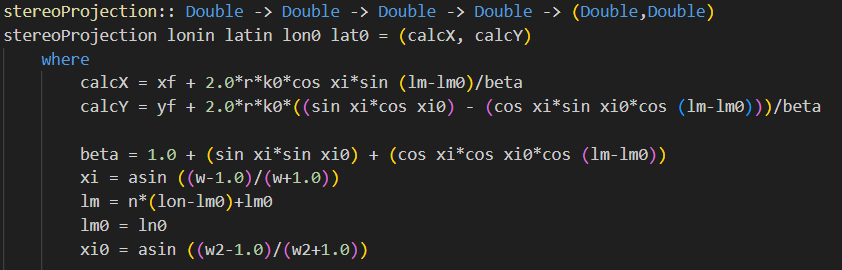 stereoProjection:: Double -> Double -> Double -> Double -> (Double,Double)
stereoProjection lonin latin lon0 lat0 = (calcX, calcY)
    where
        calcX = xf + 2.0*r*k0*cos xi*sin (lm-lm0)/beta
        calcY = yf + 2.0*r*k0*((sin xi*cos xi0) - (cos xi*sin xi0*cos (lm-lm0)))/beta

        beta = 1.0 + (sin xi*sin xi0) + (cos xi*cos xi0*cos (lm-lm0))
        xi = asin ((w-1.0)/(w+1.0))
        lm = n*(lon-lm0)+lm0
        lm0 = ln0
        xi0 = asin ((w2-1.0)/(w2+1.0))